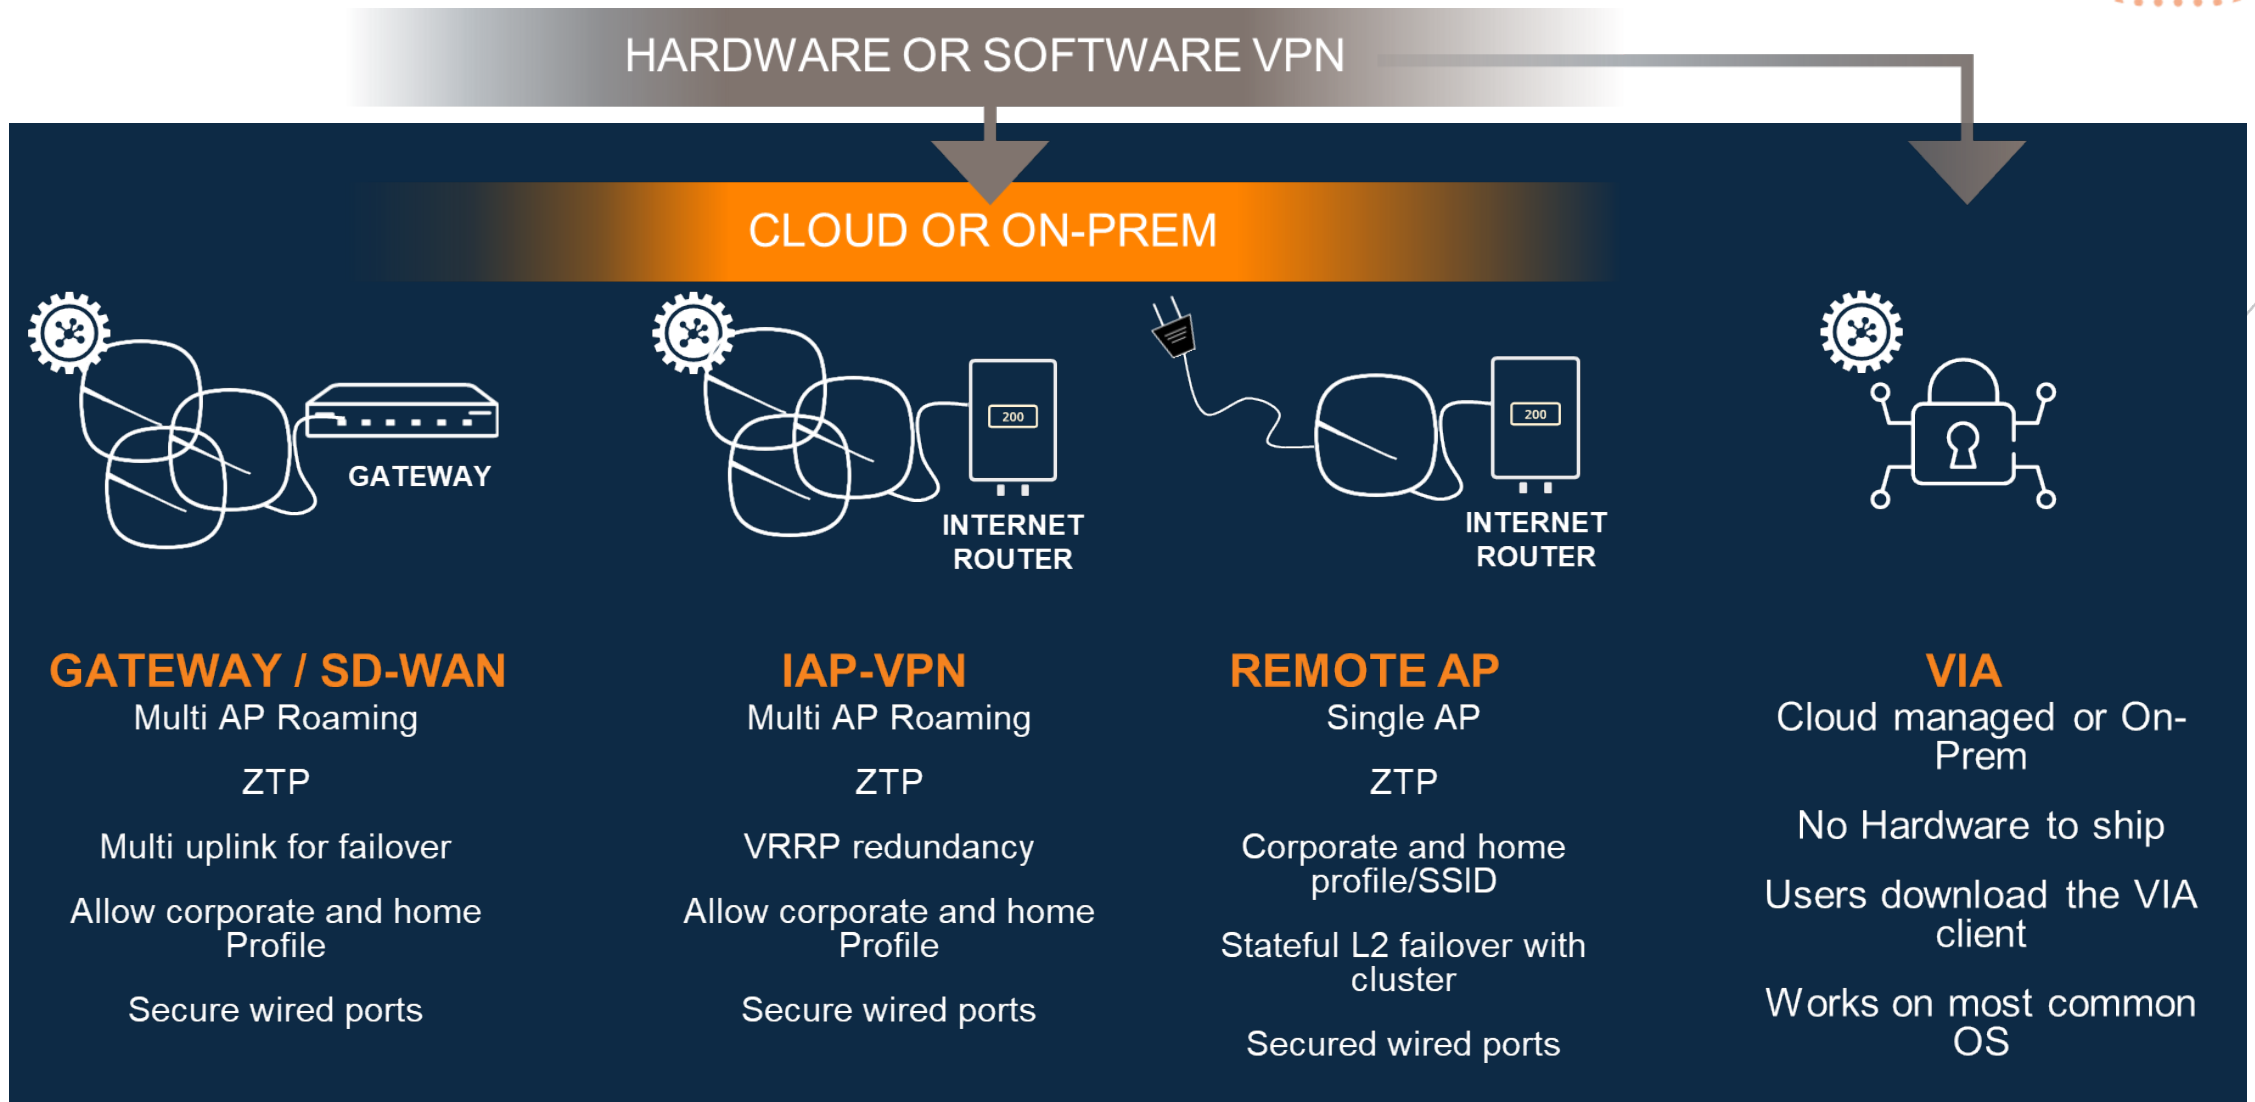 HARDWARE OR SOFTWARE VPN
CLOUD OR ON-PREM
GATEWAY
200
INTERNET
ROUTER
200
INTERNET
ROUTER
GATEWAY / SD-WAN
Multi AP Roaming
ZTP
Multi uplink for failover
Allow corporate and home
Profile
Secure wired ports
IAP-VPN
Multi AP Roaming
ZTP
VRRP redundancy
Allow corporate and home
Profile
Secure wired ports
REMOTE AP
Single AP
ZTP
Corporate and home
profile/SSID
Stateful L2 failover with
cluster
Secured wired ports
VIA
Cloud managed or On-
Prem
No Hardware to ship
Users download the VIA
client
Works on most common
OS